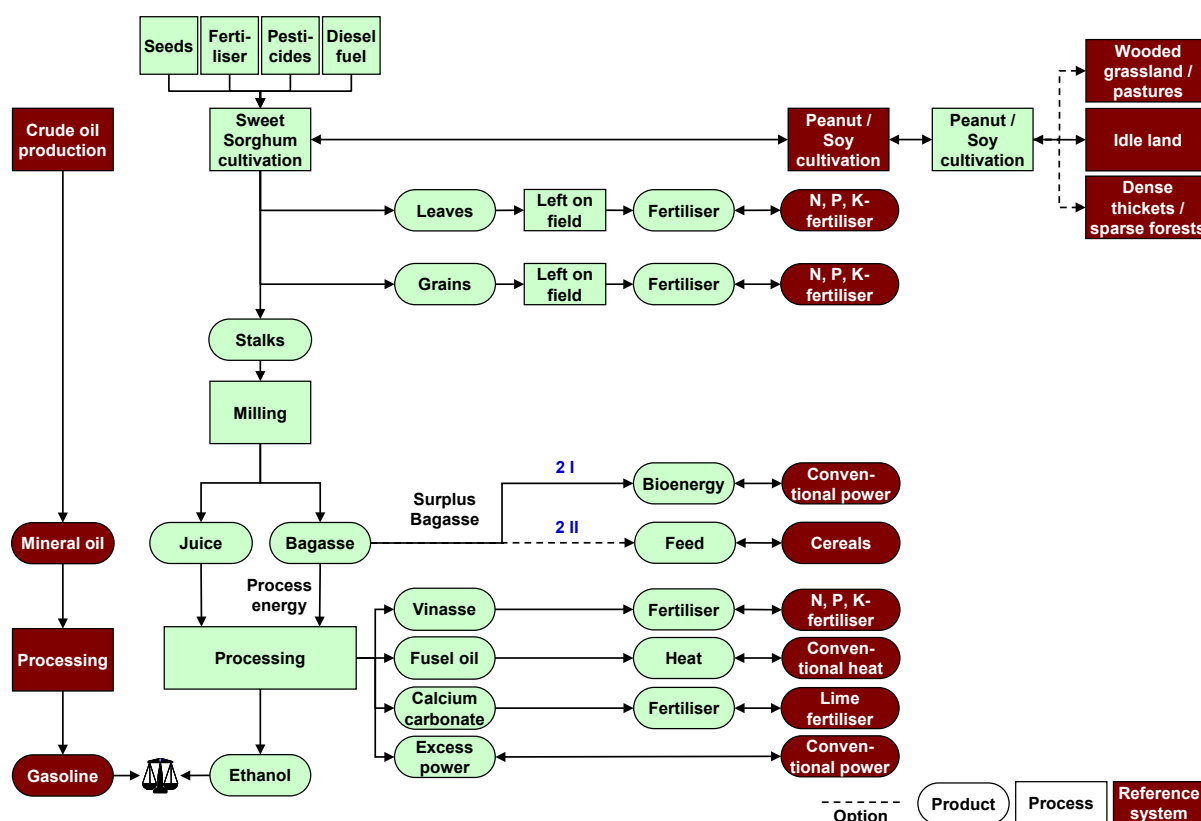 Seeds
Ferti-
liser
Pesti-
cides
Diesel
fuel
Crude oil
production
Sweet
Sorghum
cultivation
Peanut /
Soy
cultivation
Peanut /
Soy
cultivation
Wooded
grassland /
pastures
Idle land
Dense
thickets /
sparse forests
Leaves
Left on
field
Fertiliser
N, P, K-
fertiliser
Grains
Left on
field
Fertiliser
N, P, K-
fertiliser
Stalks
Milling
Surplus
Bagasse
2 I
Bioenergy
Conven-
tional power
Mineral oil
Juice
Bagasse
2 II
Feed
Cereals
Process
energy
Vinasse
Fertiliser
N, P, K-
fertiliser
Processing
Processing
Fusel oil
Heat
Conven-
tional heat
Calcium
carbonate
Fertiliser
Lime
fertiliser
Excess
power
Conven-
tional power
Gasoline
Ethanol
Option
Product
Process
Reference
system